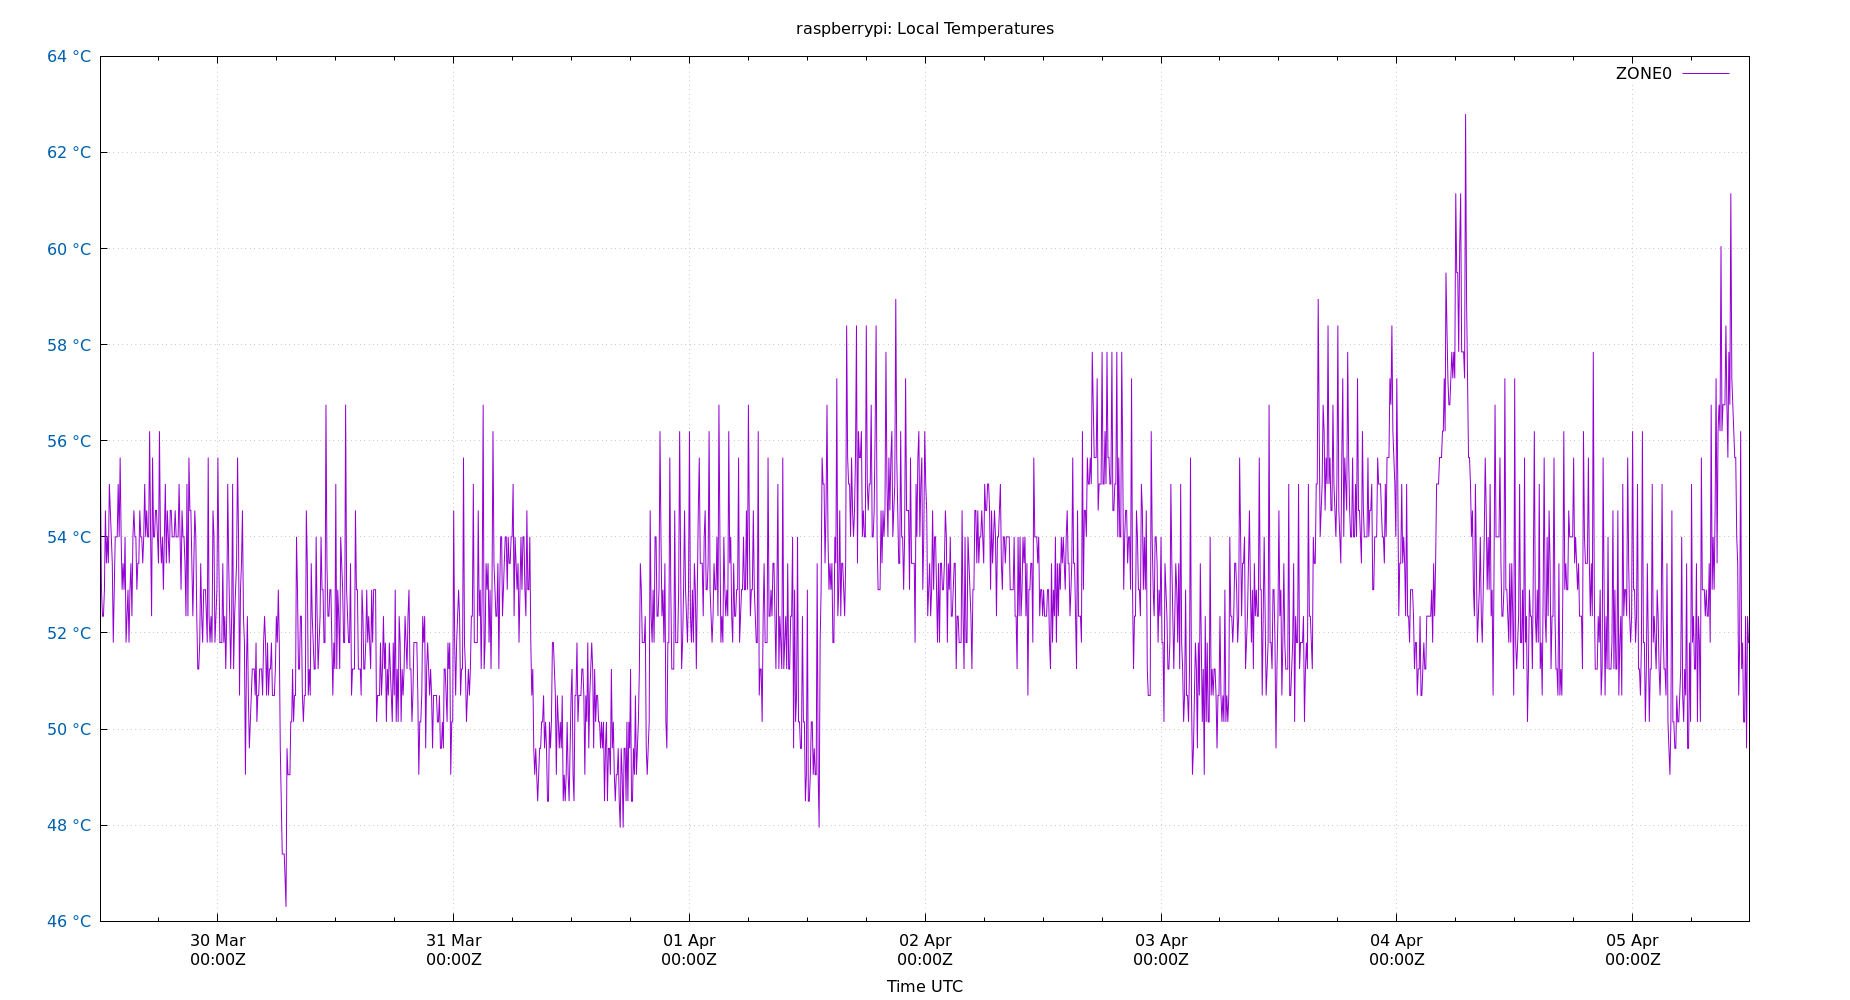 raspberrypi: Local Temperatures
64 °C
ZONE0
62 °C
60 °C
58 °C
56 °C
54 °C
52 °C
50 °C
48 °C
46 °C
30 Mar 31 Mar 01 Apr 02 Apr 03 Apr 04 Apr 05 Apr
00:00Z 00:00Z 00:00Z 00:00Z 00:00Z 00:00Z 00:00Z
Time UTC